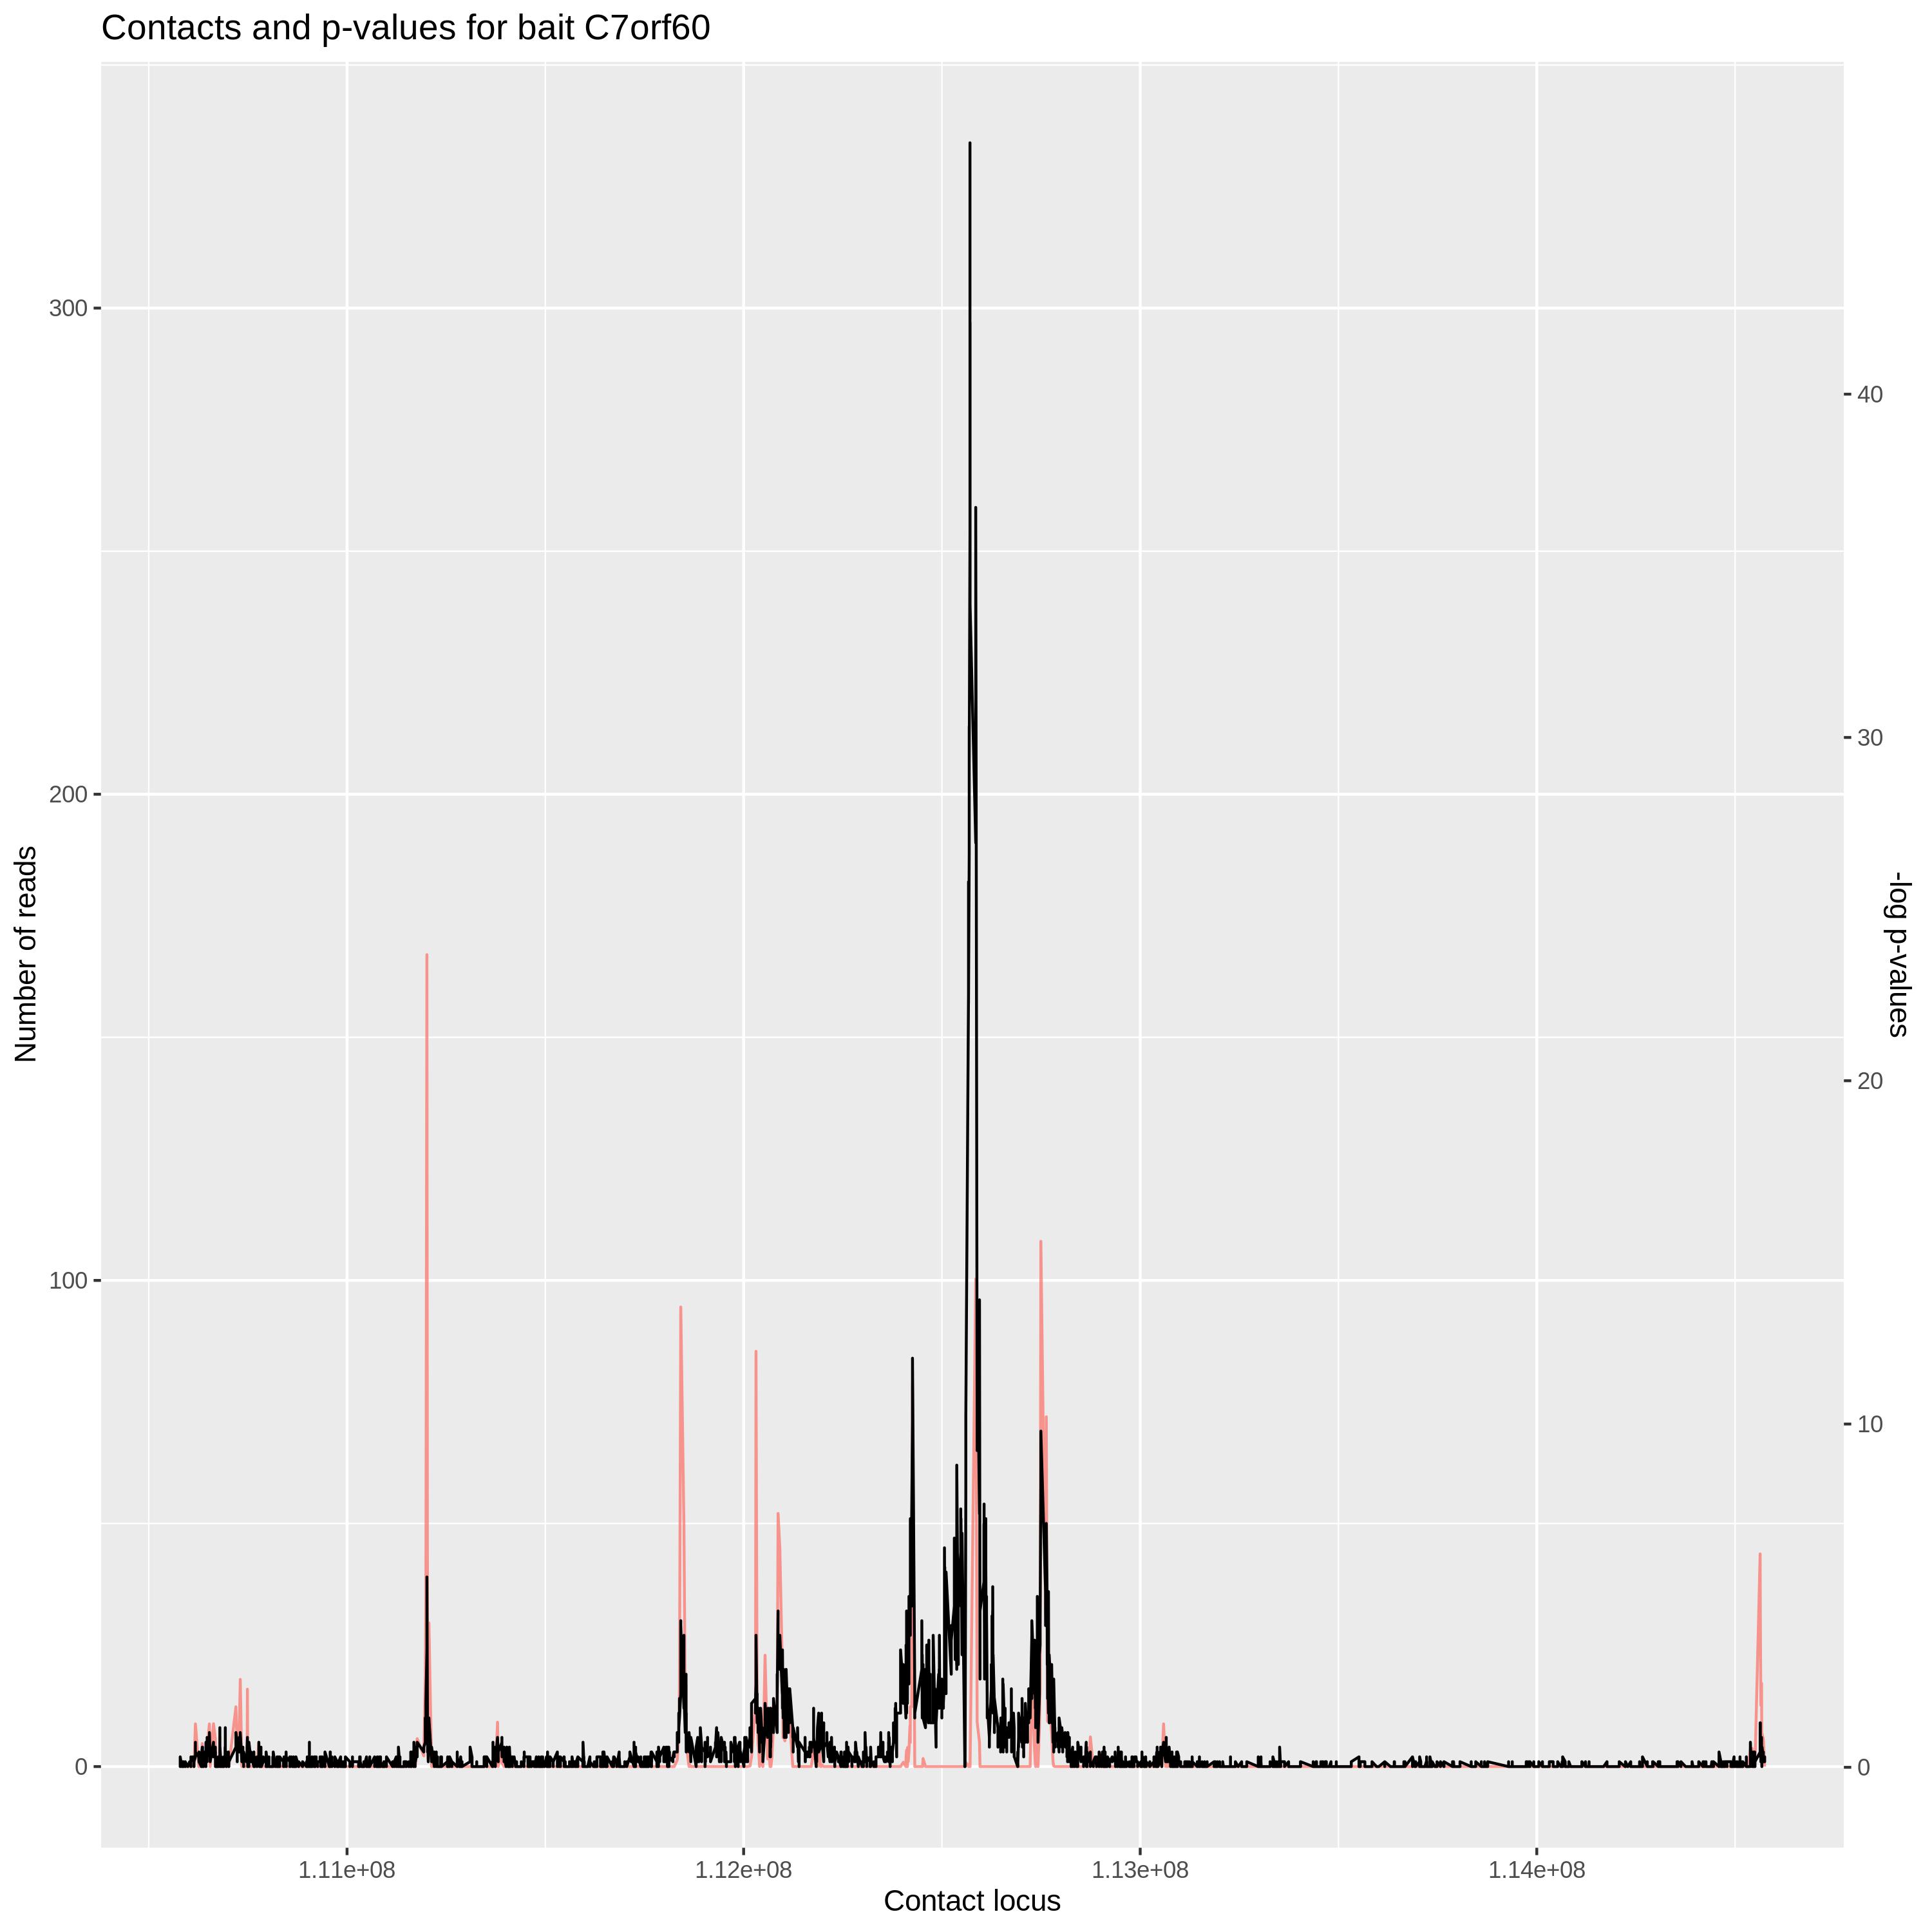 Contacts and p-values for bait C7orf60
300
200
100
0
Number of reads
40
30
20
10
0
-log p-values
1.11e+08
1.12e+08
1.13e+08
1.14e+08
Contact locus